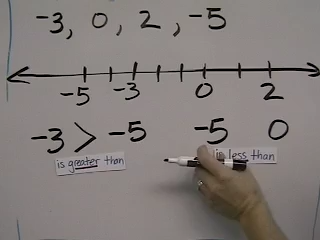 -3, 0, 2, -5
-5 -3 0 2
-3 > -5 -5 0
is greater than is less than